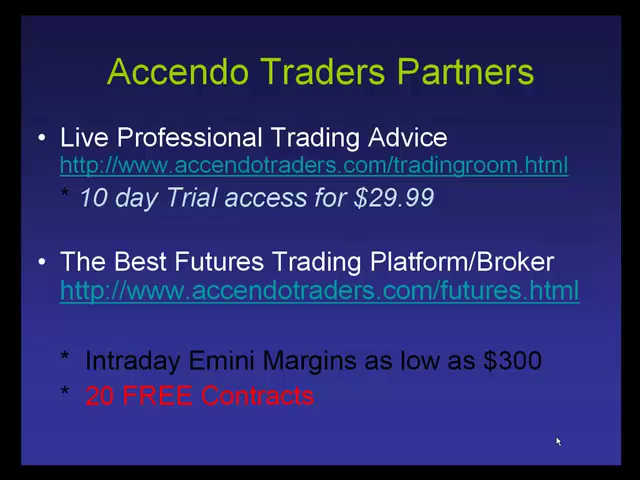 Accendo Traders Partners
• Live Professional Trading Advice
http://www.accendotraders.com/tradingroom.html
* 10 day Trial access for $29.99
• The Best Futures Trading Platform/Broker
http://www.accendotraders.com/futures.html
* Intraday Emini Margins as low as $300
* 20 FREE Contracts